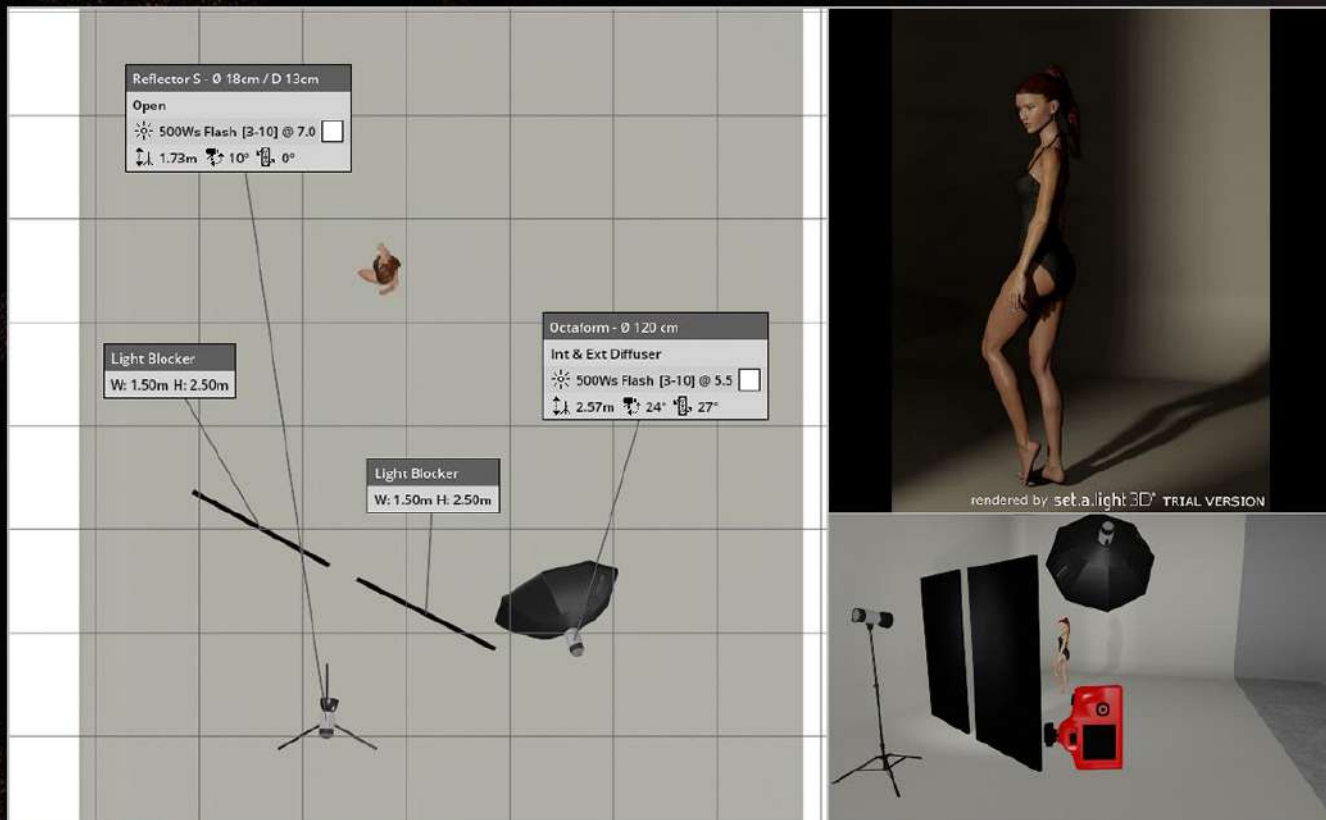 Reflector S - Ø 18cm / D 13cm
Open
500Ws Flash [3-10] @ 7.0
1.73m 10° 0°
Light Blocker
W: 1.50m H: 2.50m
Light Blocker
W: 1.50m H: 2.50m
Octaform - Ø 120 cm
Int & Ext Diffuser
500Ws Flash [3-10] @ 5.5
2.57m 24° 27°
rendered by set.a.light 3D° TRIAL VERSION